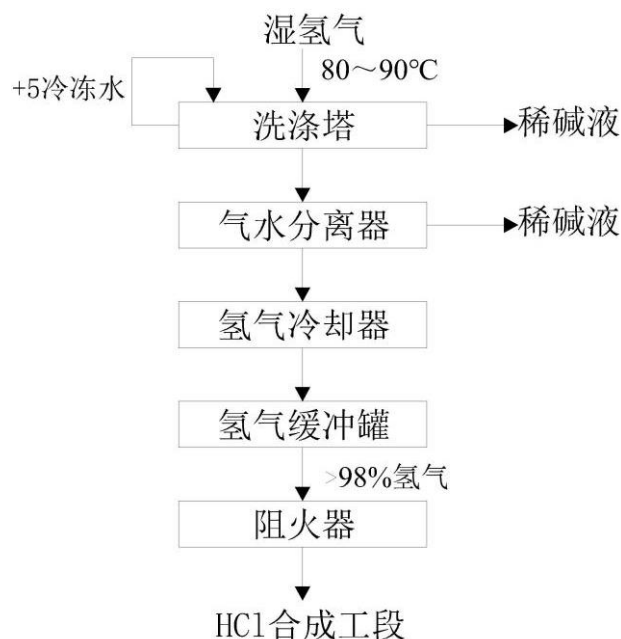 湿氢气
80～90℃
+5冷冻水
洗涤塔
稀碱液
气水分离器
稀碱液
氢气冷却器
氢气缓冲罐
>98%氢气
阻火器
HCl合成工段